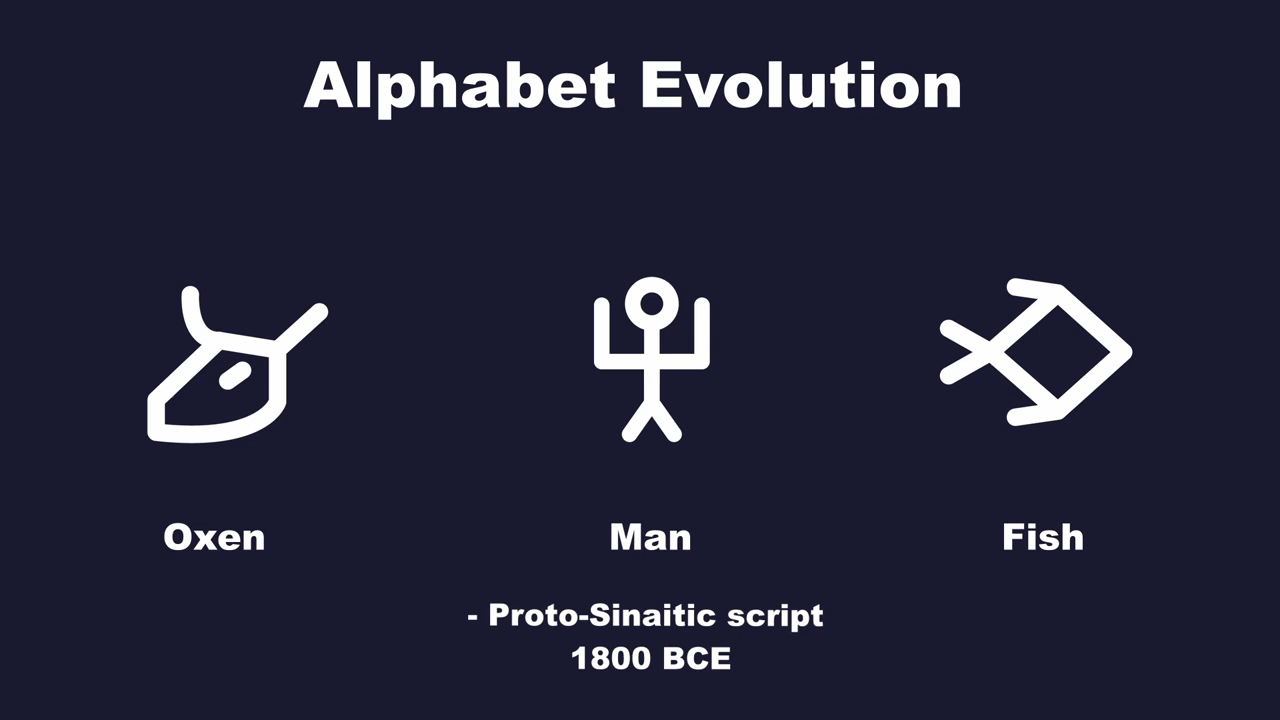 Alphabet Evolution
Oxen
Man
Fish
- Proto-Sinaitic script
1800 BCE